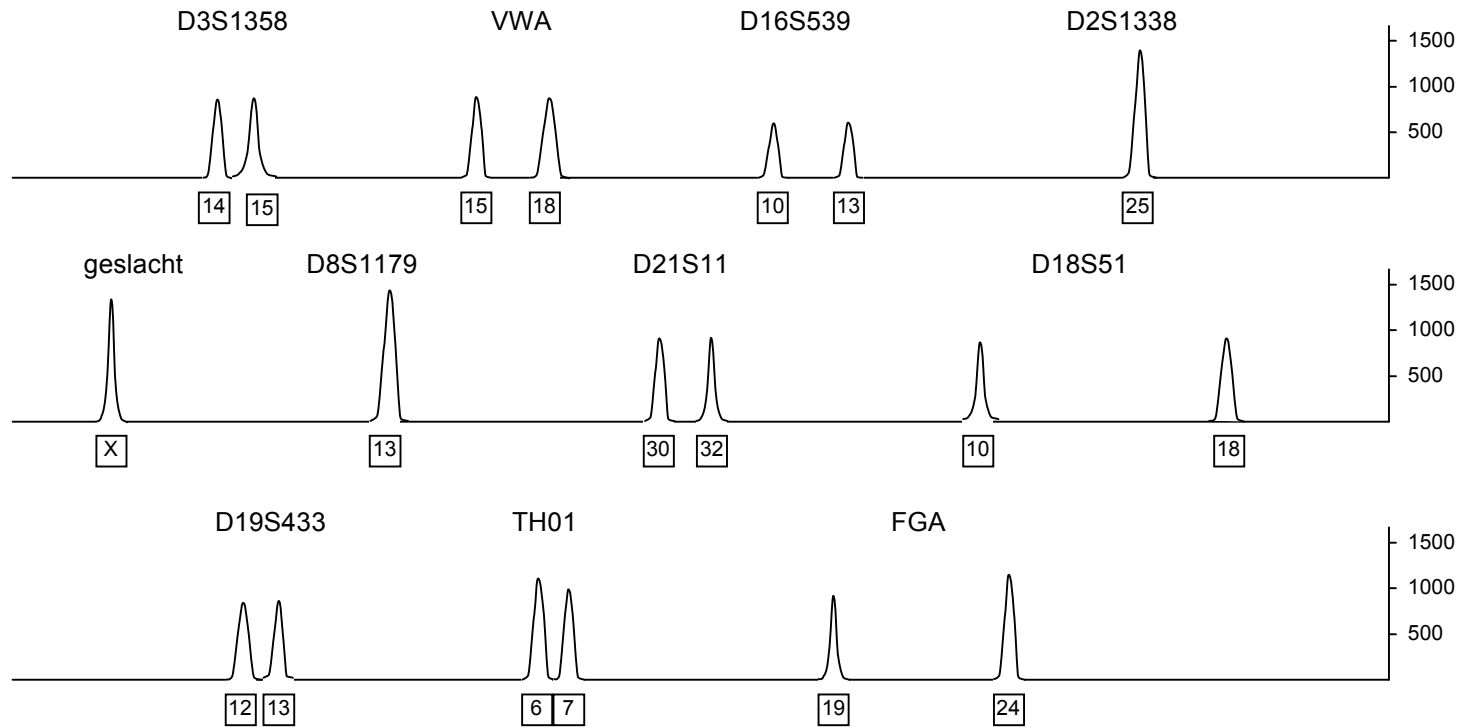 D3S1358 VWA D16S539 D2S1338
1500
1000
500
14 15 15 18 10 13 25
geslacht D8S1179 D21S11 D18S51
1500
1000
500
X 13 30 32 10 18
D19S433 TH01 FGA
1500
1000
500
12 13 6 7 19 24